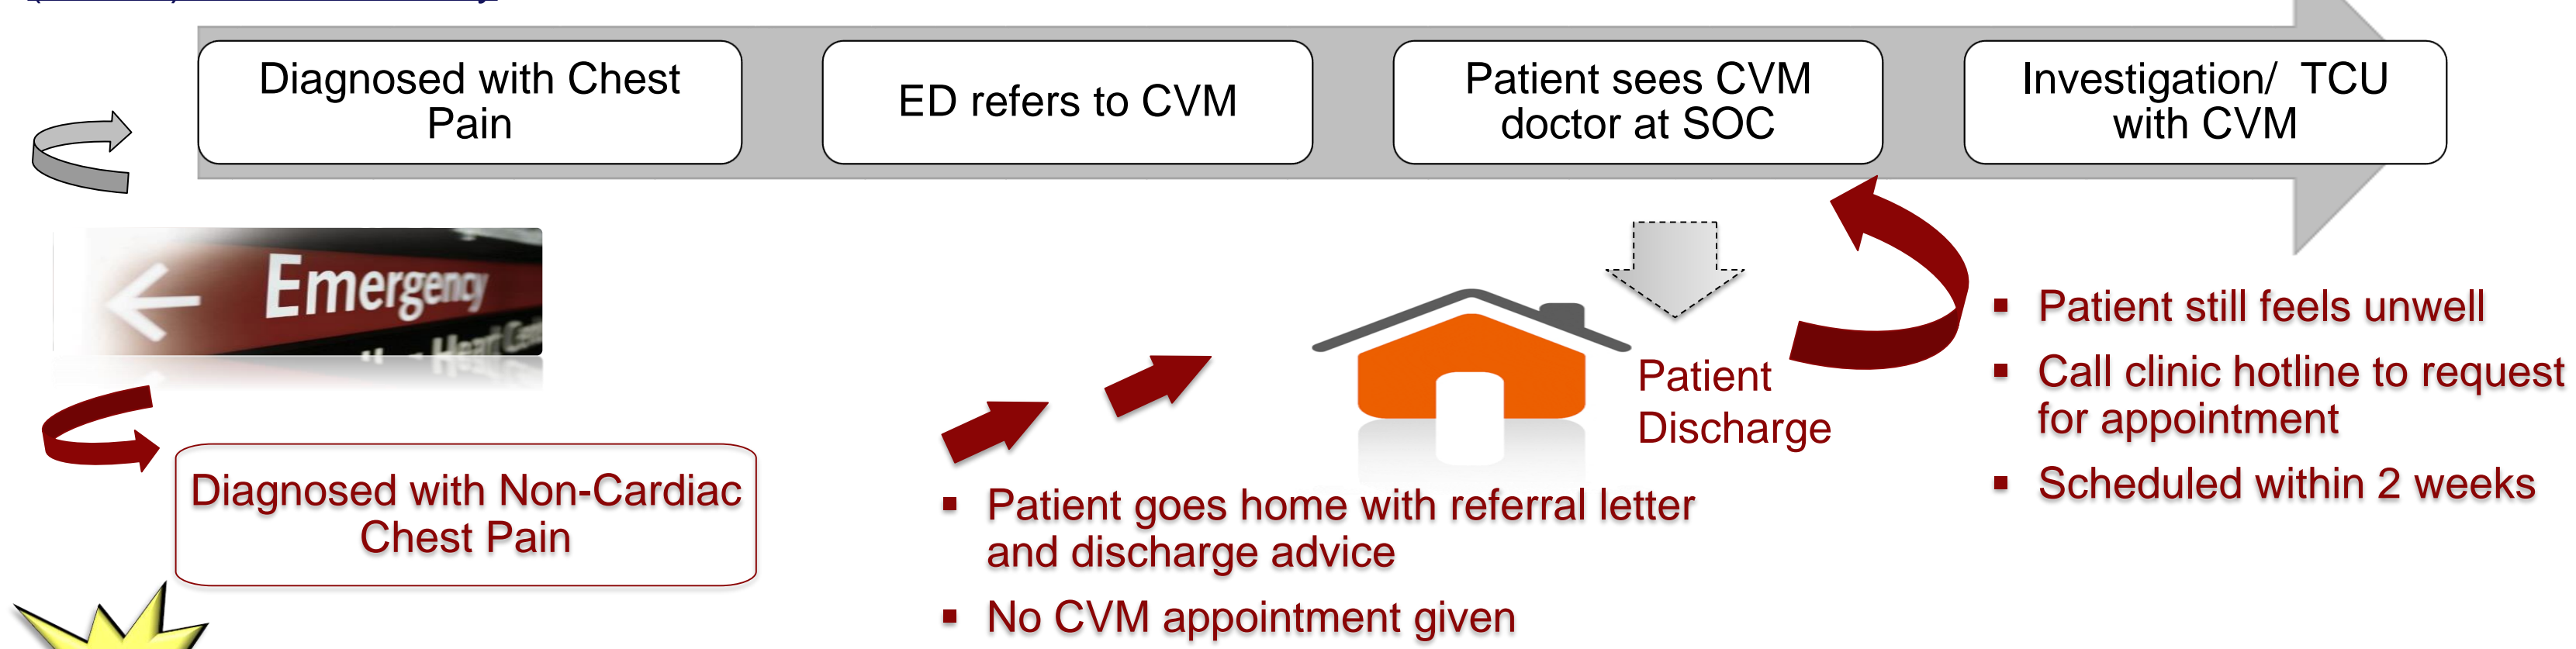 Diagnosed with Chest
Pain
ED refers to CVM
Patient sees CVM
doctor at SOC
Investigation/ TCU
with CVM
Emergency
Heart
Patient
Discharge
▪ Patient still feels unwell
▪ Call clinic hotline to request
for appointment
▪ Scheduled within 2 weeks
Diagnosed with Non-Cardiac
Chest Pain
▪ Patient goes home with referral letter
and discharge advice
▪ No CVM appointment given